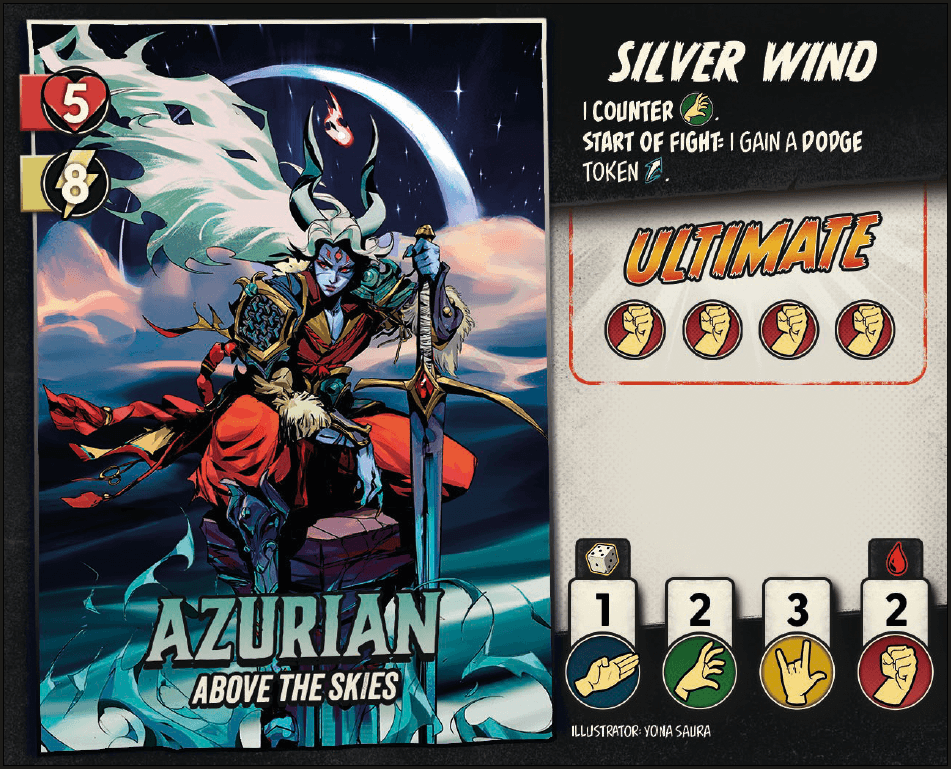 5
8
SILVER WIND
I COUNTER .
START OF FIGHT: I GAIN A DODGE
TOKEN .
ULTIMATE
1
2
3
2
AZURIAN
ABOVE THE SKIES
ILLUSTRATOR: YONA SAURA